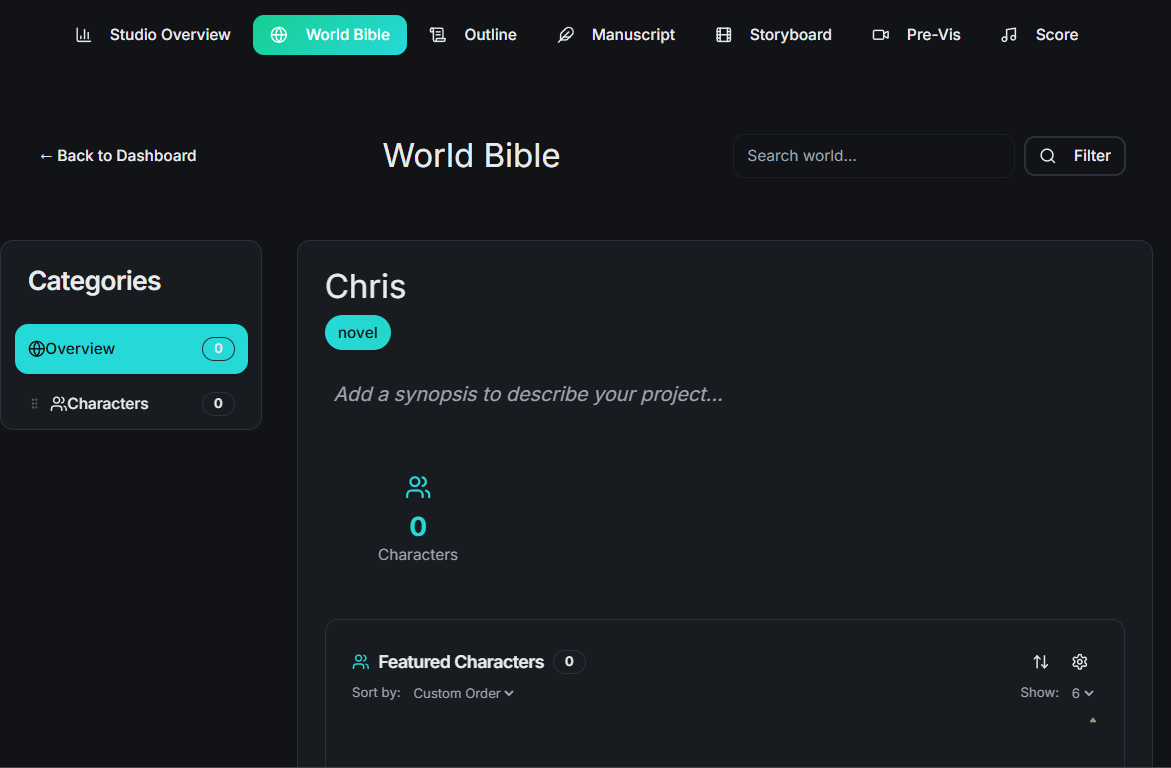 Studio Overview World Bible Outline Manuscript Storyboard Pre-Vis Score
← Back to Dashboard World Bible Search world... Filter
Categories
Overview 0
Characters 0
Chris
novel
Add a synopsis to describe your project...
0
Characters
Featured Characters 0
Sort by: Custom Order Show: 6